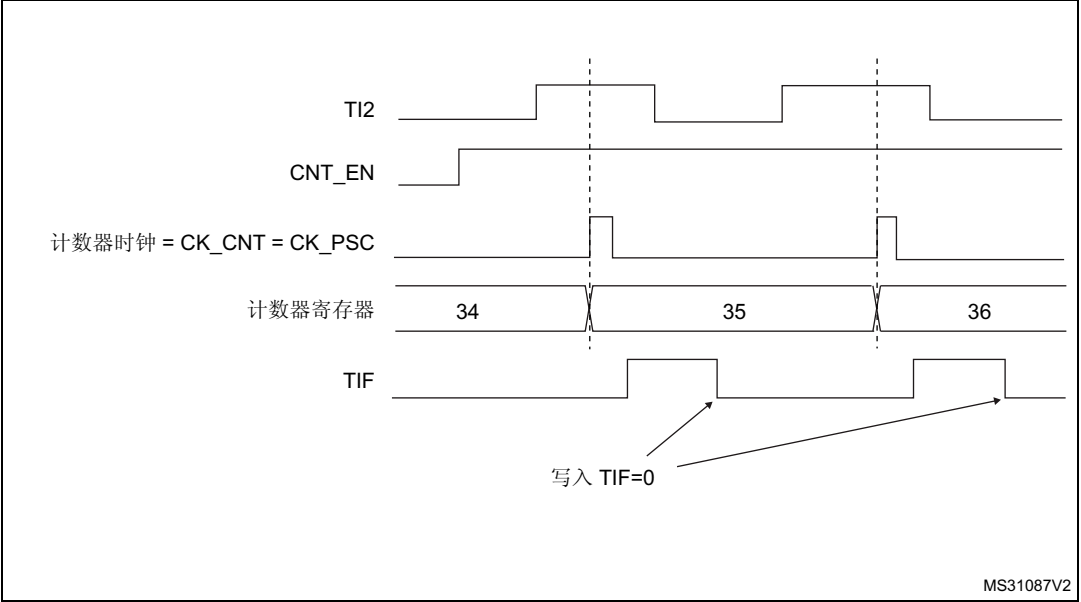 TI2
CNT_EN
计数器时钟 = CK_CNT = CK_PSC
计数器寄存器 34 35 36
TIF
写入 TIF=0
MS31087V2